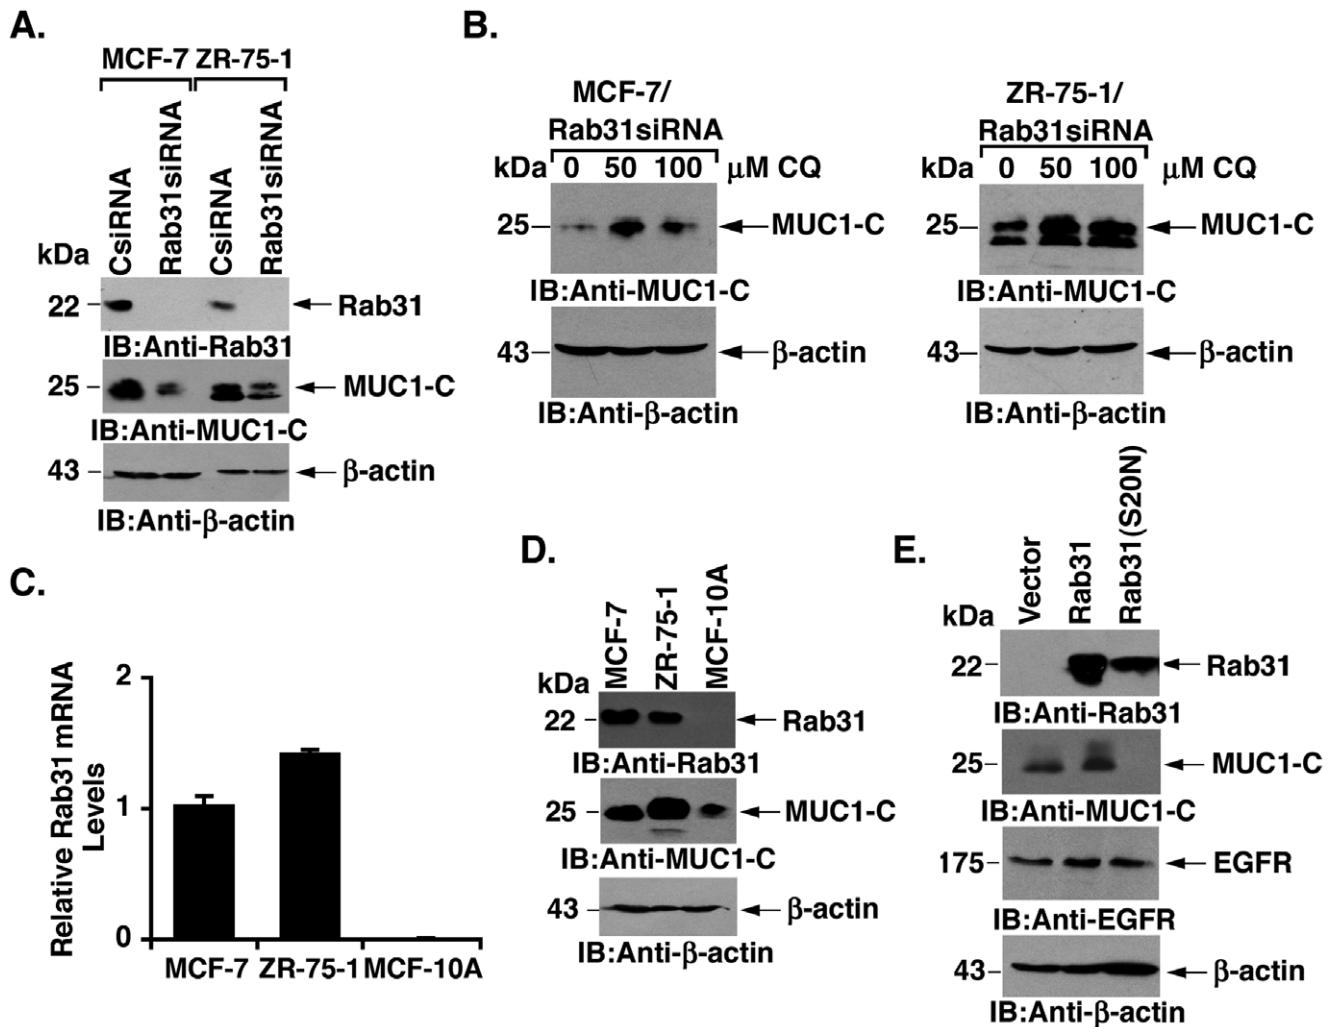 A.
MCF-7 ZR-75-1
CsiRNA
Rab31siRNA
CsiRNA
Rab31siRNA
kDa
22
Rab31
IB:Anti-Rab31
25
MUC1-C
IB:Anti-MUC1-C
43
β-actin
IB:Anti-β-actin
B.
MCF-7/
Rab31siRNA
kDa 0 50 100 μM CQ
25
MUC1-C
IB:Anti-MUC1-C
43
β-actin
IB:Anti-β-actin
ZR-75-1/
Rab31siRNA
kDa 0 50 100 μM CQ
25
MUC1-C
IB:Anti-MUC1-C
43
β-actin
IB:Anti-β-actin
C.
Relative Rab31 mRNA
Levels
2
1
0
MCF-7 ZR-75-1 MCF-10A
D.
MCF-7
ZR-75-1
MCF-10A
kDa
22
Rab31
IB:Anti-Rab31
25
MUC1-C
IB:Anti-MUC1-C
43
β-actin
IB:Anti-β-actin
E.
Vector
Rab31
Rab31(S20N)
kDa
22
Rab31
IB:Anti-Rab31
25
MUC1-C
IB:Anti-MUC1-C
175
EGFR
IB:Anti-EGFR
43
β-actin
IB:Anti-β-actin